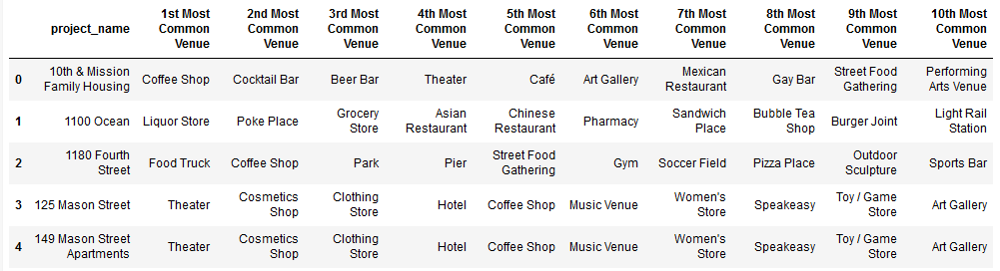 project_name 1st Most Common Venue 2nd Most Common Venue 3rd Most Common Venue 4th Most Common Venue 5th Most Common Venue 6th Most Common Venue 7th Most Common Venue 8th Most Common Venue 9th Most Common Venue 10th Most Common Venue
0 10th & Mission Family Housing Coffee Shop Cocktail Bar Beer Bar Theater Café Art Gallery Mexican Restaurant Gay Bar Street Food Gathering Performing Arts Venue
1 1100 Ocean Liquor Store Poke Place Grocery Store Asian Restaurant Chinese Restaurant Pharmacy Sandwich Place Bubble Tea Shop Burger Joint Light Rail Station
2 1180 Fourth Street Food Truck Coffee Shop Park Pier Street Food Gathering Gym Soccer Field Pizza Place Outdoor Sculpture Sports Bar
3 125 Mason Street Theater Cosmetics Shop Clothing Store Hotel Coffee Shop Music Venue Women's Store Speakeasy Toy / Game Store Art Gallery
4 149 Mason Street Apartments Theater Cosmetics Shop Clothing Store Hotel Coffee Shop Music Venue Women's Store Speakeasy Toy / Game Store Art Gallery